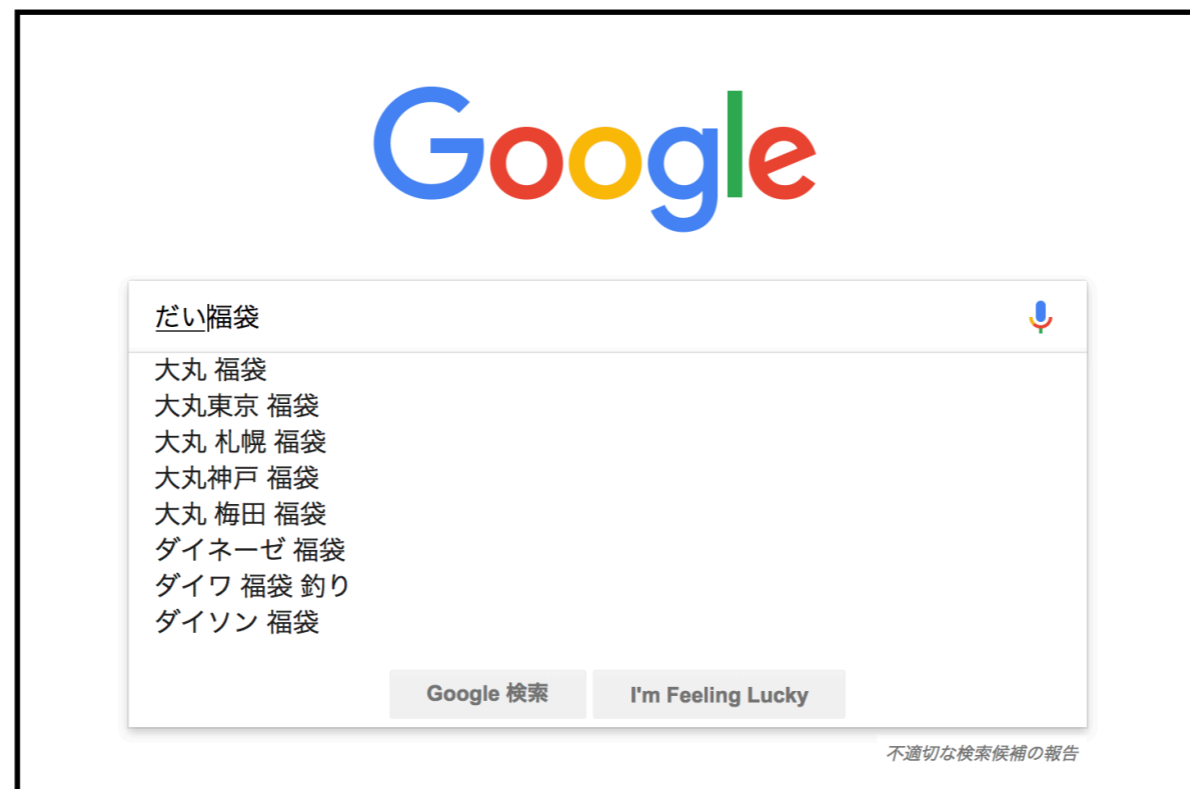 Google
だい福袋
大丸 福袋
大丸東京 福袋
大丸 札幌 福袋
大丸神戸 福袋
大丸 梅田 福袋
ダイネーゼ 福袋
ダイワ 福袋 釣り
ダイソン 福袋
Google 検索 I'm Feeling Lucky
不適切な検索候補の報告